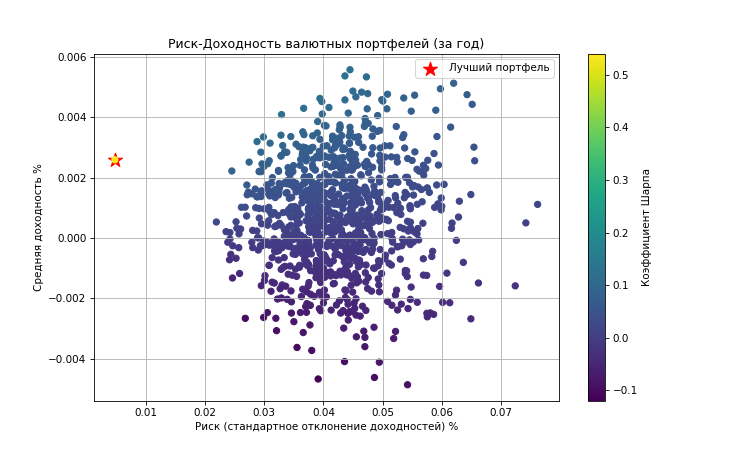 Риск-Доходность валютных портфелей (за год)
Лучший портфель
0.006
0.004
0.002
0.000
−0.002
−0.004
Средняя доходность %
0.01 0.02 0.03 0.04 0.05 0.06 0.07
Риск (стандартное отклонение доходностей) %
0.5
0.4
0.3
0.2
0.1
0.0
−0.1
Коэффициент Шарпа